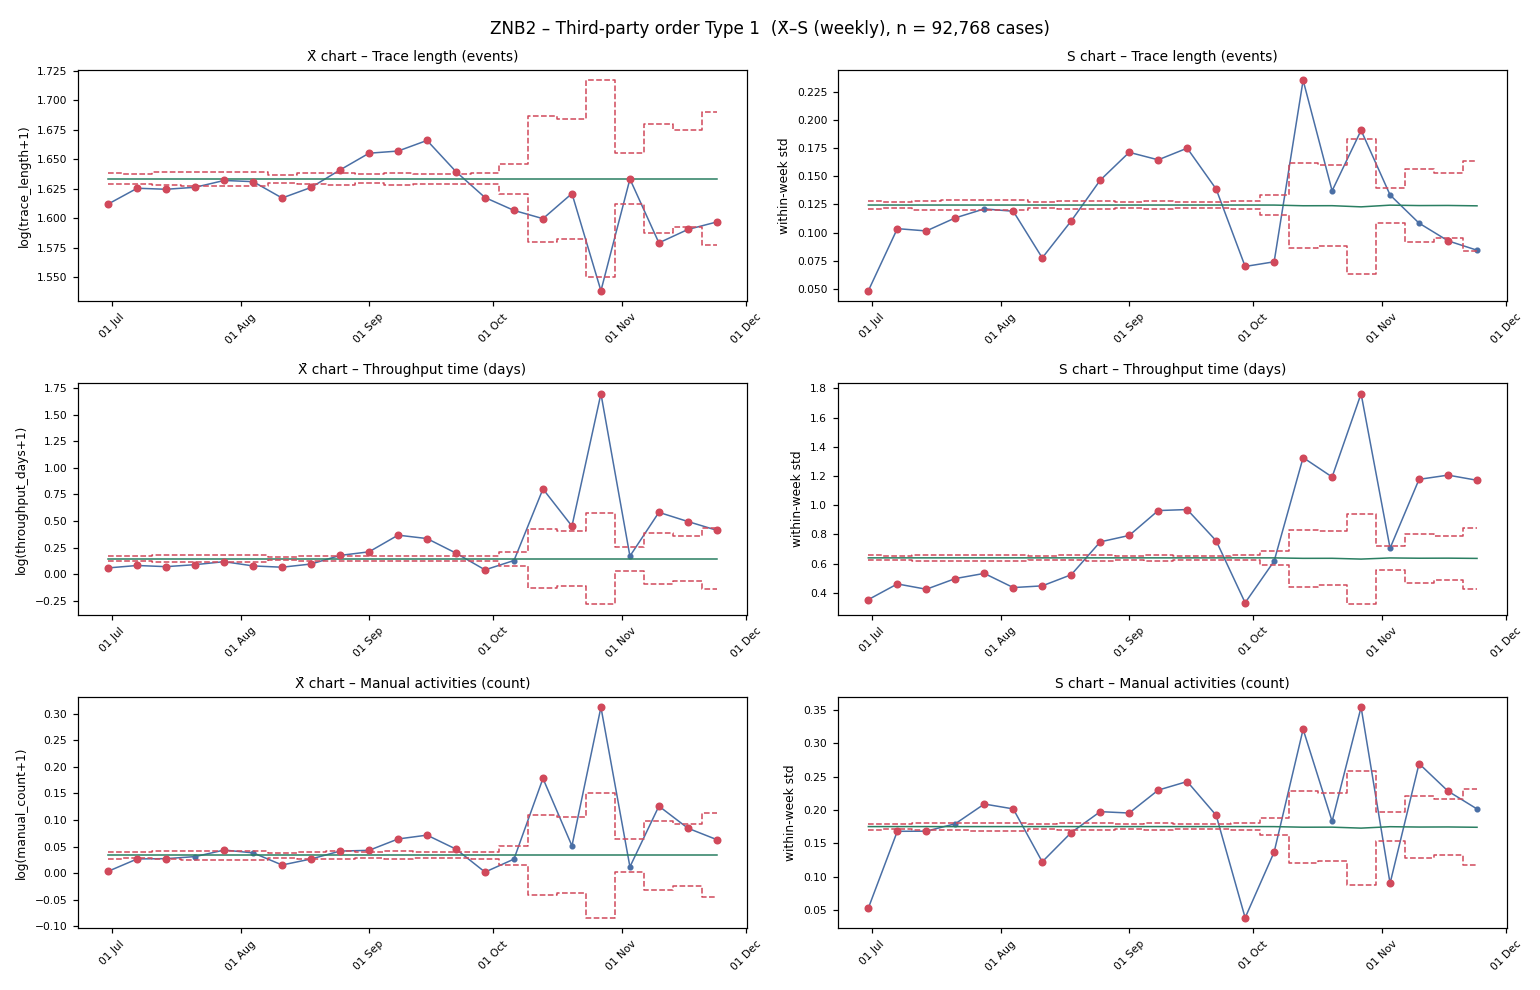 ZNB2 – Third-party order Type 1  (X̄–S (weekly), n = 92,768 cases)
X̄ chart – Trace length (events)
log(trace_length+1)
1.725
1.700
1.675
1.650
1.625
1.600
1.575
1.550
01 Jul
01 Aug
01 Sep
01 Oct
01 Nov
01 Dec
S chart – Trace length (events)
within-week std
0.225
0.200
0.175
0.150
0.125
0.100
0.075
0.050
01 Jul
01 Aug
01 Sep
01 Oct
01 Nov
01 Dec
X̄ chart – Throughput time (days)
log(throughput_days+1)
1.75
1.50
1.25
1.00
0.75
0.50
0.25
0.00
−0.25
01 Jul
01 Aug
01 Sep
01 Oct
01 Nov
01 Dec
S chart – Throughput time (days)
within-week std
1.8
1.6
1.4
1.2
1.0
0.8
0.6
0.4
01 Jul
01 Aug
01 Sep
01 Oct
01 Nov
01 Dec
X̄ chart – Manual activities (count)
log(manual_count+1)
0.30
0.25
0.20
0.15
0.10
0.05
0.00
−0.05
−0.10
01 Jul
01 Aug
01 Sep
01 Oct
01 Nov
01 Dec
S chart – Manual activities (count)
within-week std
0.35
0.30
0.25
0.20
0.15
0.10
0.05
01 Jul
01 Aug
01 Sep
01 Oct
01 Nov
01 Dec